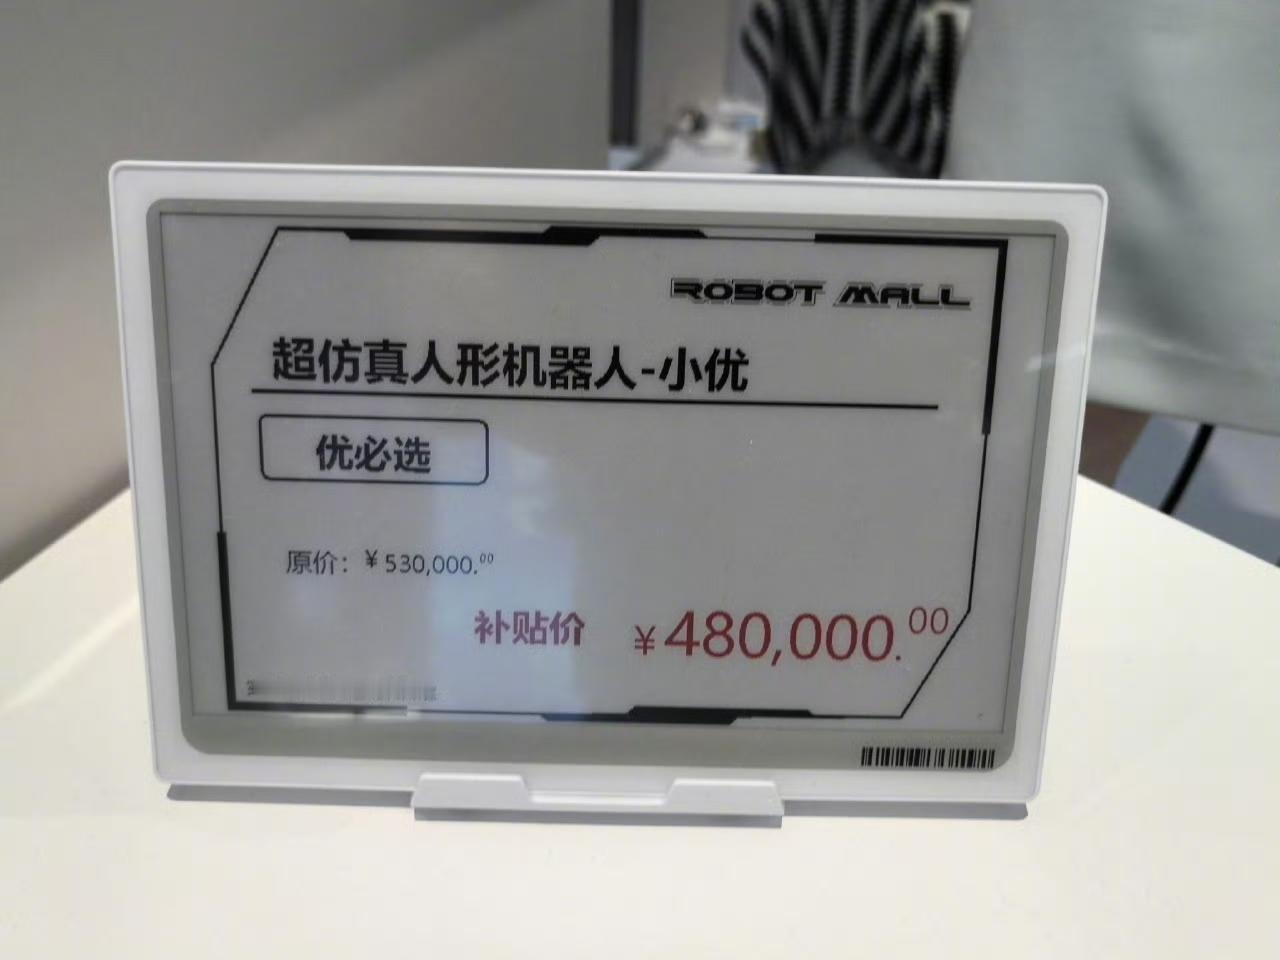 ROBOT MALL
超仿真人形机器人-小优
优必选
原价：￥530,000.00
补贴价 ￥480,000.00